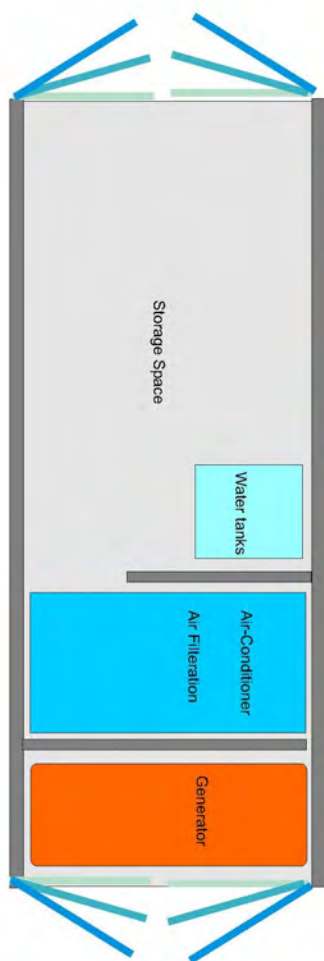 Storage Space
Water tanks
Air-Conditioner
Air Filteration
Generator